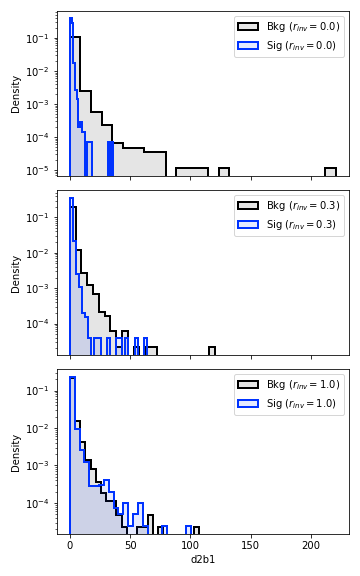 Bkg (r_inv = 0.0)
Sig (r_inv = 0.0)
10⁻¹
10⁻²
10⁻³
10⁻⁴
10⁻⁵
Density
Bkg (r_inv = 0.3)
Sig (r_inv = 0.3)
10⁻¹
10⁻²
10⁻³
10⁻⁴
Density
Bkg (r_inv = 1.0)
Sig (r_inv = 1.0)
10⁻¹
10⁻²
10⁻³
10⁻⁴
Density
0 50 100 150 200
d2b1